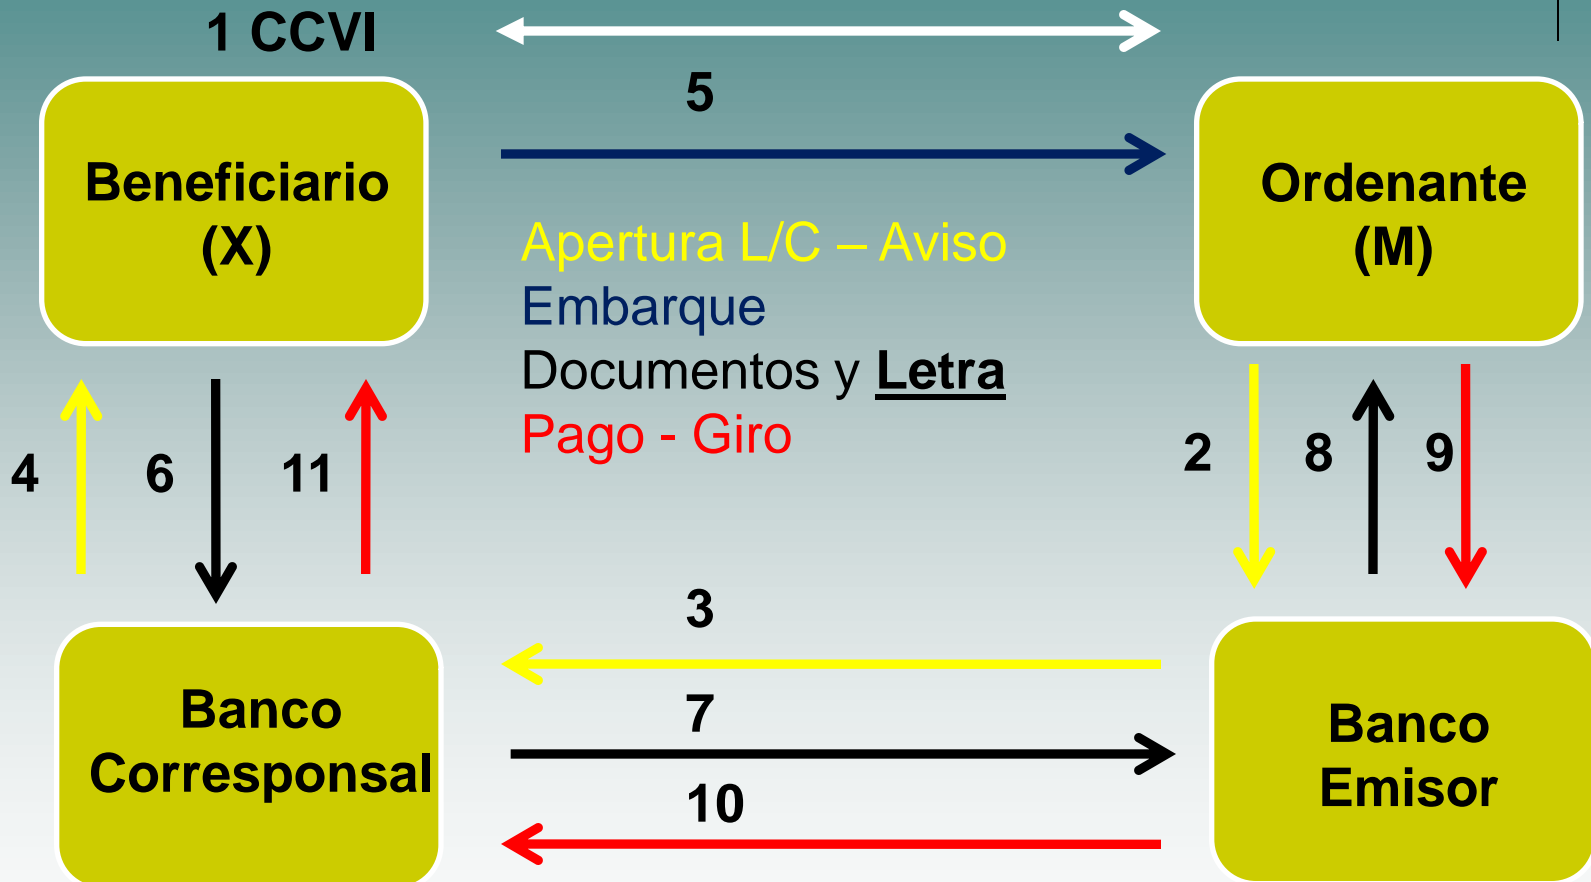 1 CCVI
5
Beneficiario
(X)
Ordenante
(M)
Apertura L/C – Aviso
Embarque
Documentos y Letra
Pago - Giro
4
6
11
2
8
9
3
7
10
Banco
Corresponsal
Banco
Emisor